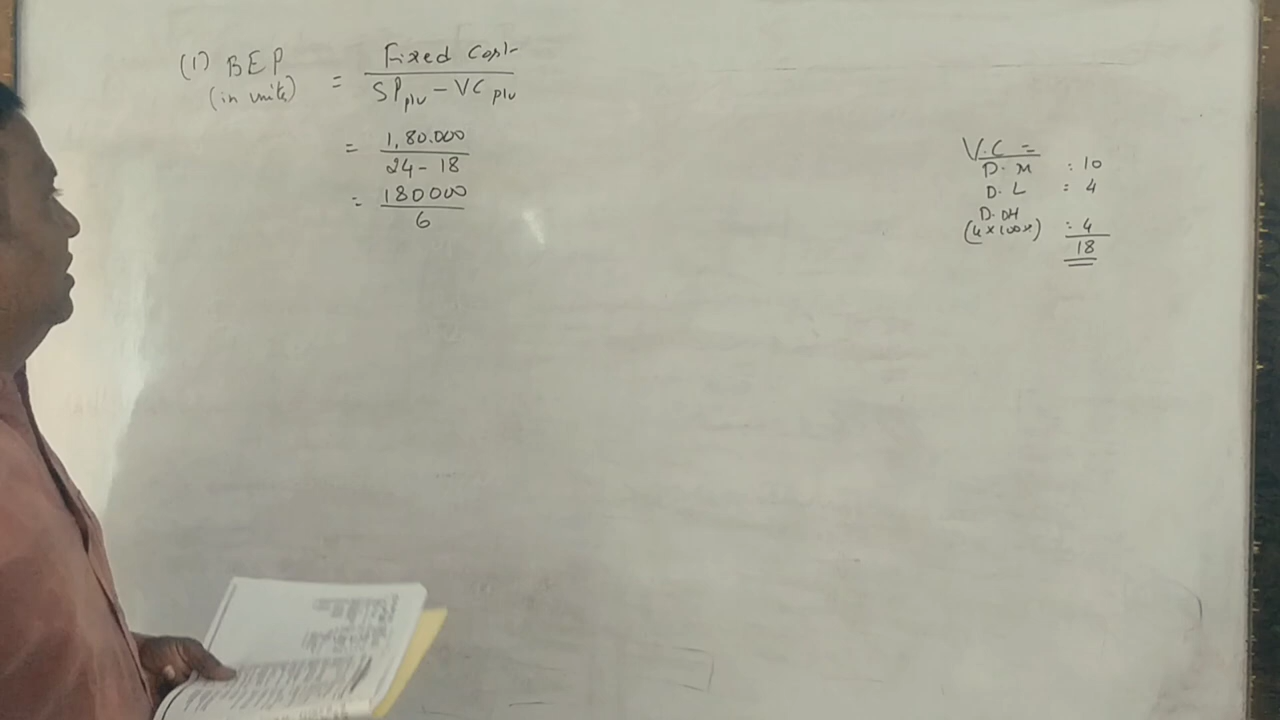 (1) BEP = Fixed Cost
(in units) SP p/u - VC p/u
= 1,80.000
24 - 18
= 180000
6
V.C =
D. M : 10
D. L : 4
D. OH
(4 x 100%) : 4
18